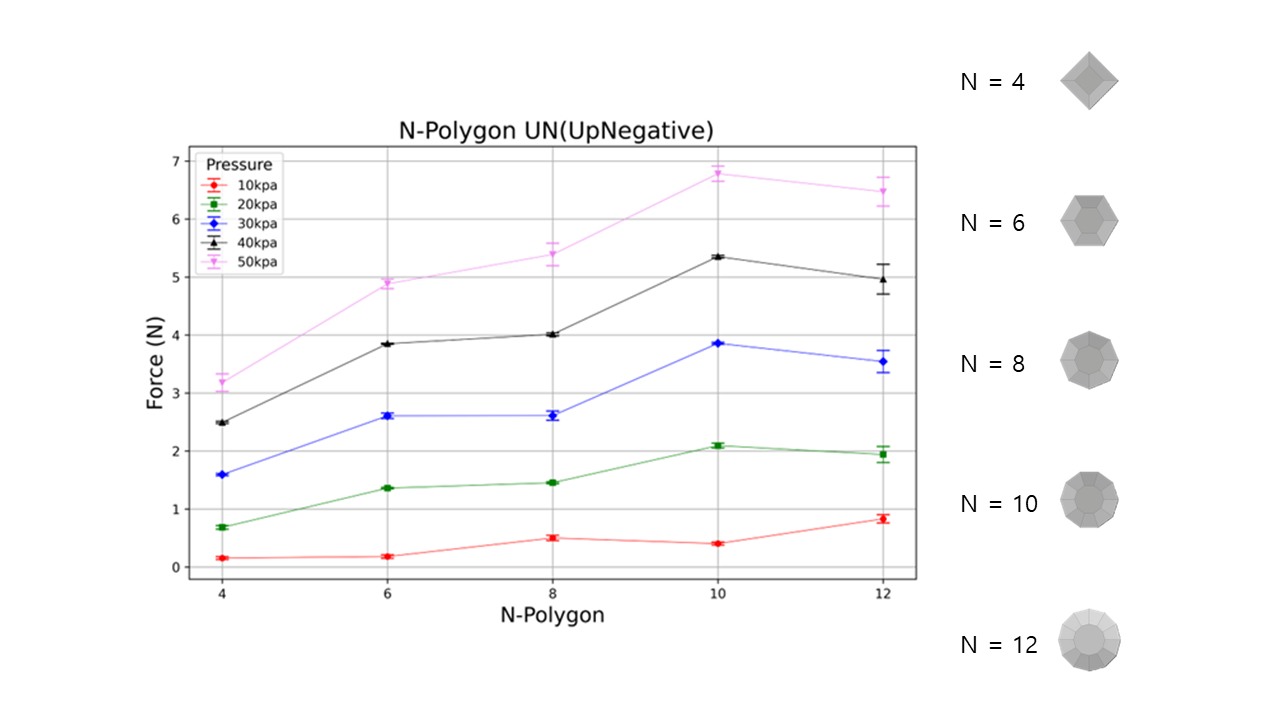 N-Polygon UN(UpNegative)
Pressure
10kpa
20kpa
30kpa
40kpa
50kpa
Force (N)
7
6
5
4
3
2
1
0
4 6 8 10 12
N-Polygon
N = 4
N = 6
N = 8
N = 10
N = 12